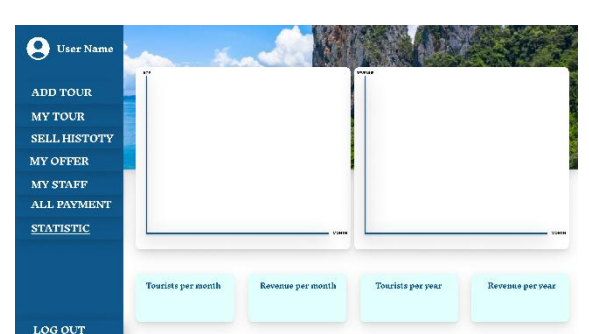 User Name
ADD TOUR
MY TOUR
SELL HISTOTY
MY OFFER
MY STAFF
ALL PAYMENT
STATISTIC
LOG OUT
Tourists per month
Revenue per month
Tourists per year
Revenue per year